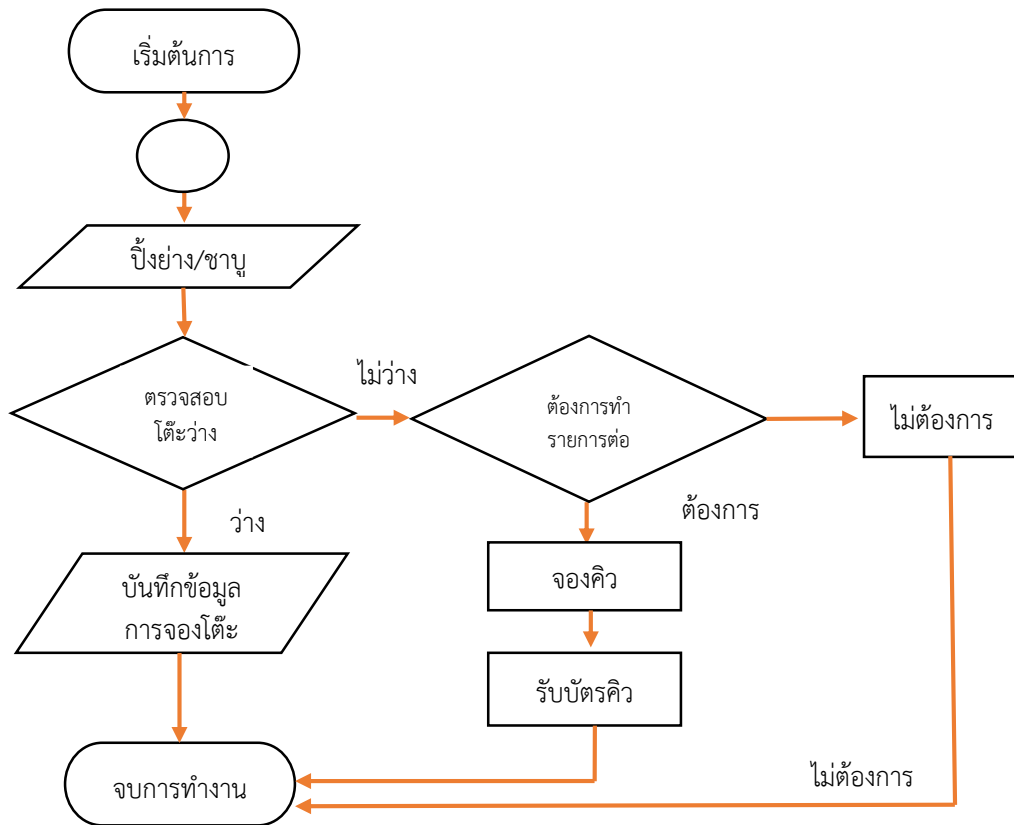 เริ่มต้นการ
ปิ้งย่าง/ชาบู
ตรวจสอบ
โต๊ะว่าง
ไม่ว่าง
ต้องการทำ
รายการต่อ
ไม่ต้องการ
ว่าง
ต้องการ
บันทึกข้อมูล
การจองโต๊ะ
จองคิว
รับบัตรคิว
จบการทำงาน
ไม่ต้องการ